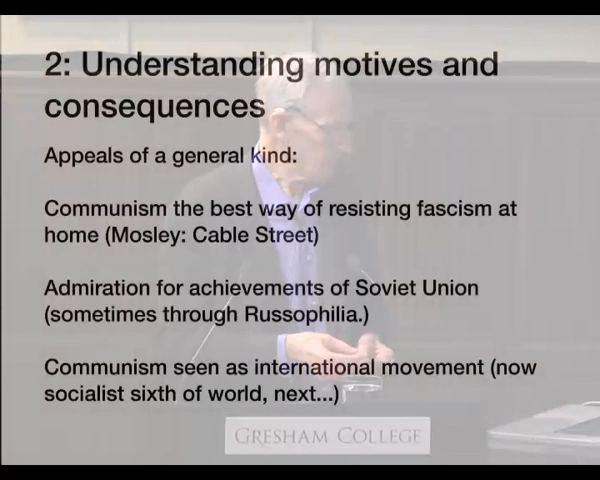 2: Understanding motives and
consequences
Appeals of a general kind:
Communism the best way of resisting fascism at
home (Mosley: Cable Street)
Admiration for achievements of Soviet Union
(sometimes through Russophilia.)
Communism seen as international movement (now
socialist sixth of world, next...)
GRESHAM COLLEGE